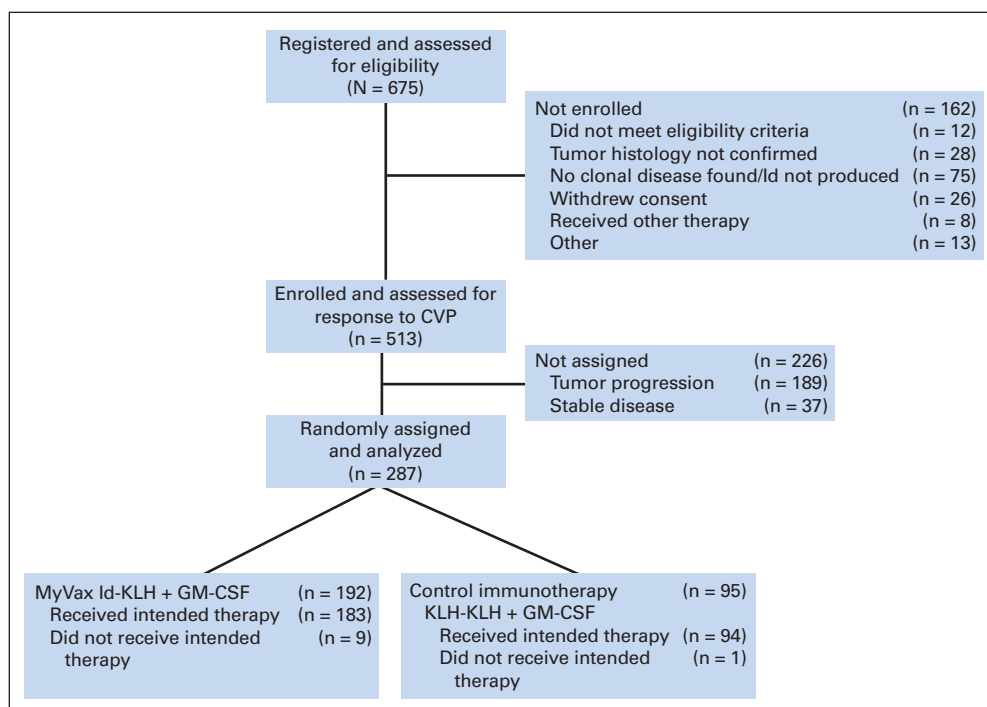 Registered and assessed
for eligibility
(N = 675)
Not enrolled (n = 162)
Did not meet eligibility criteria (n = 12)
Tumor histology not confirmed (n = 28)
No clonal disease found/Id not produced (n = 75)
Withdrew consent (n = 26)
Received other therapy (n = 8)
Other (n = 13)
Enrolled and assessed for
response to CVP
(n = 513)
Not assigned (n = 226)
Tumor progression (n = 189)
Stable disease (n = 37)
Randomly assigned
and analyzed
(n = 287)
MyVax Id-KLH + GM-CSF (n = 192)
Received intended therapy (n = 183)
Did not receive intended (n = 9)
therapy
Control immunotherapy (n = 95)
KLH-KLH + GM-CSF
Received intended therapy (n = 94)
Did not receive intended (n = 1)
therapy